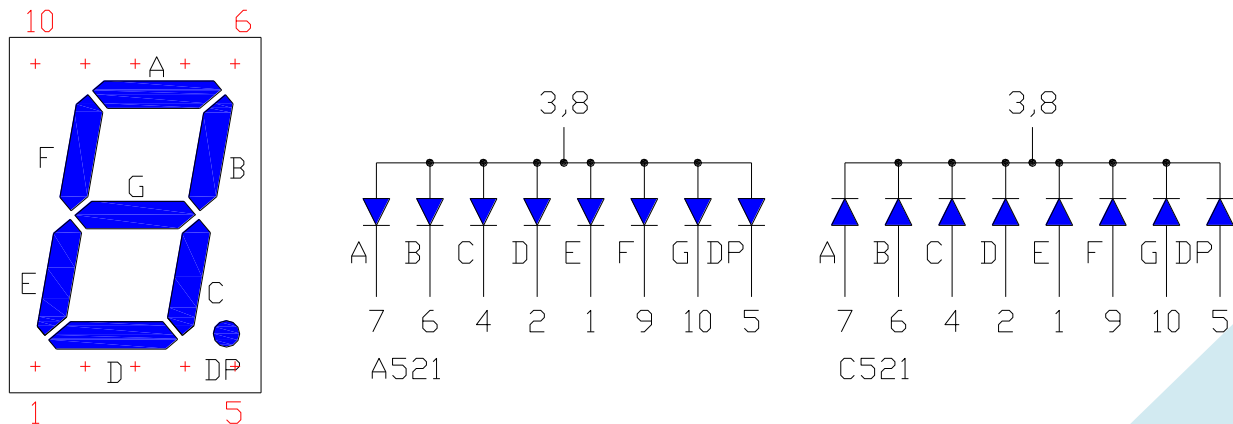 10 6
A
F
B
G
E
C
D DP
1 5
3,8
A B C D E F G DP
7 6 4 2 1 9 10 5
A521
3,8
A B C D E F G DP
7 6 4 2 1 9 10 5
C521